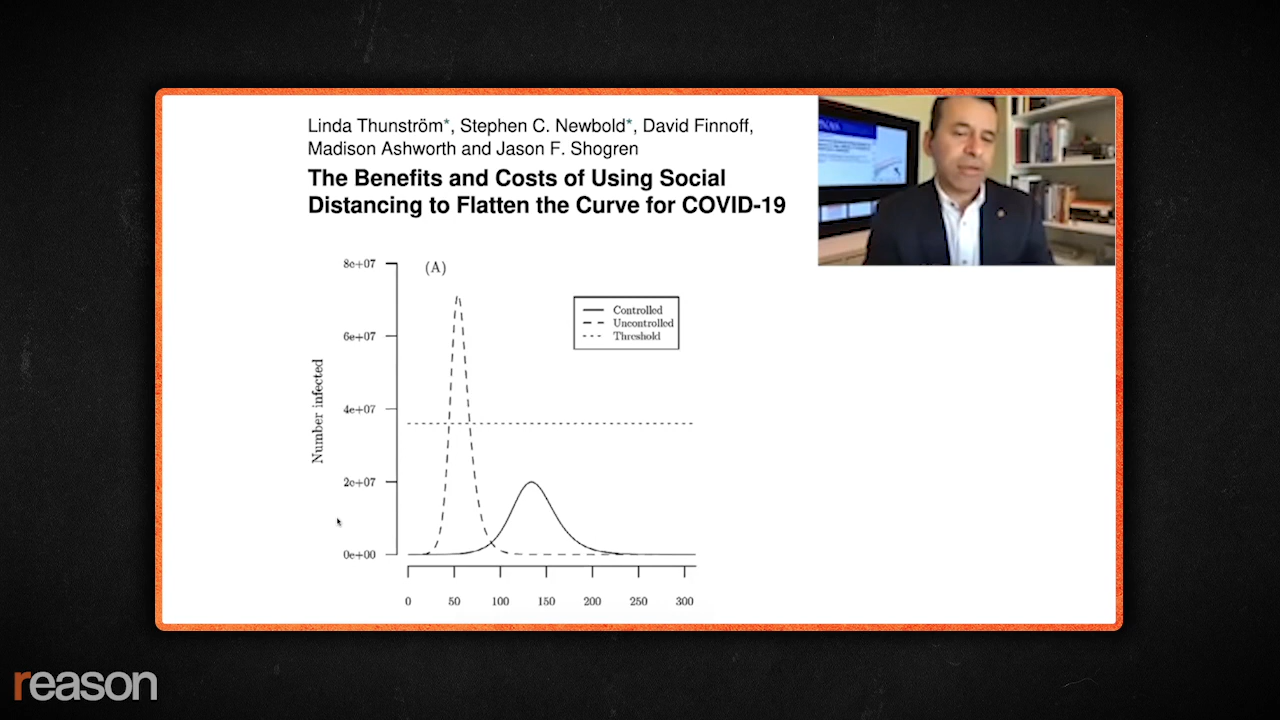 Linda Thunström*, Stephen C. Newbold*, David Finnoff,
Madison Ashworth and Jason F. Shogren
The Benefits and Costs of Using Social
Distancing to Flatten the Curve for COVID-19
(A)
8e+07
6e+07
4e+07
2e+07
0e+00
Number infected
Controlled
Uncontrolled
Threshold
0 50 100 150 200 250 300
reason